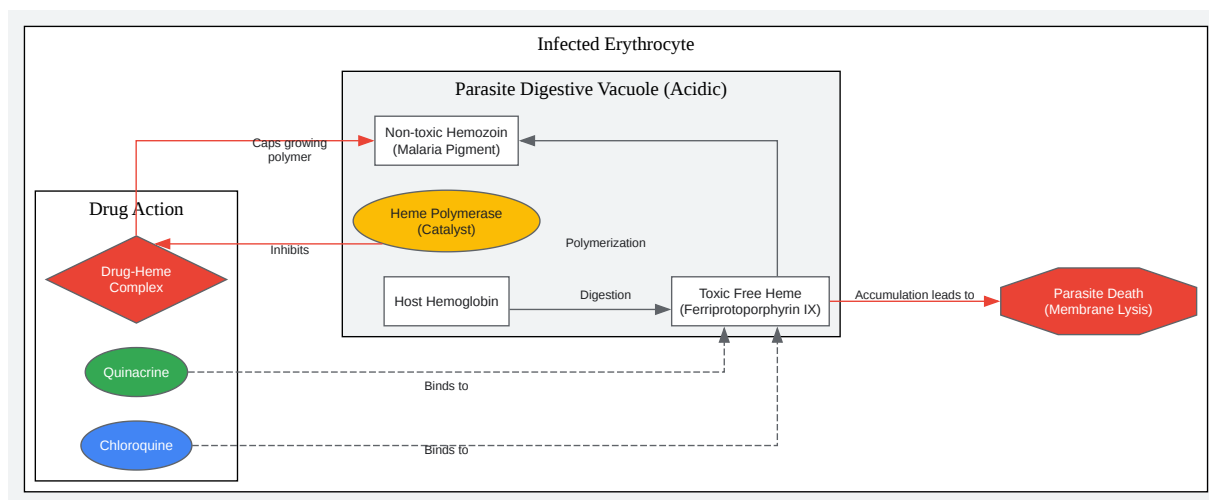 Infected Erythrocyte
Parasite Digestive Vacuole (Acidic)
Non-toxic Hemozoin
(Malaria Pigment)
Caps growing
polymer
Drug Action
Heme Polymerase
(Catalyst)
Polymerization
Inhibits
Drug-Heme
Complex
Host Hemoglobin
Digestion
Toxic Free Heme
(Ferriprotoporphyrin IX)
Accumulation leads to
Parasite Death
(Membrane Lysis)
Quinacrine
Binds to
Chloroquine
Binds to